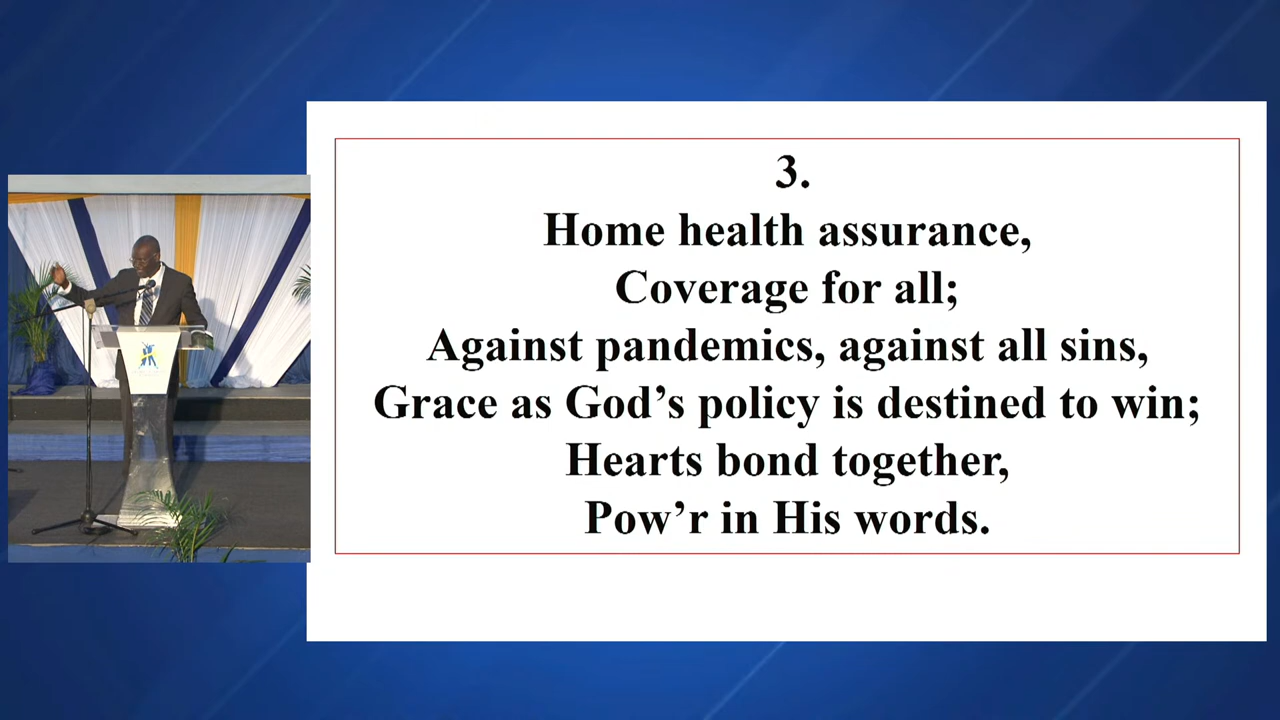 3.
Home health assurance,
Coverage for all;
Against pandemics, against all sins,
Grace as God’s policy is destined to win;
Hearts bond together,
Pow’r in His words.